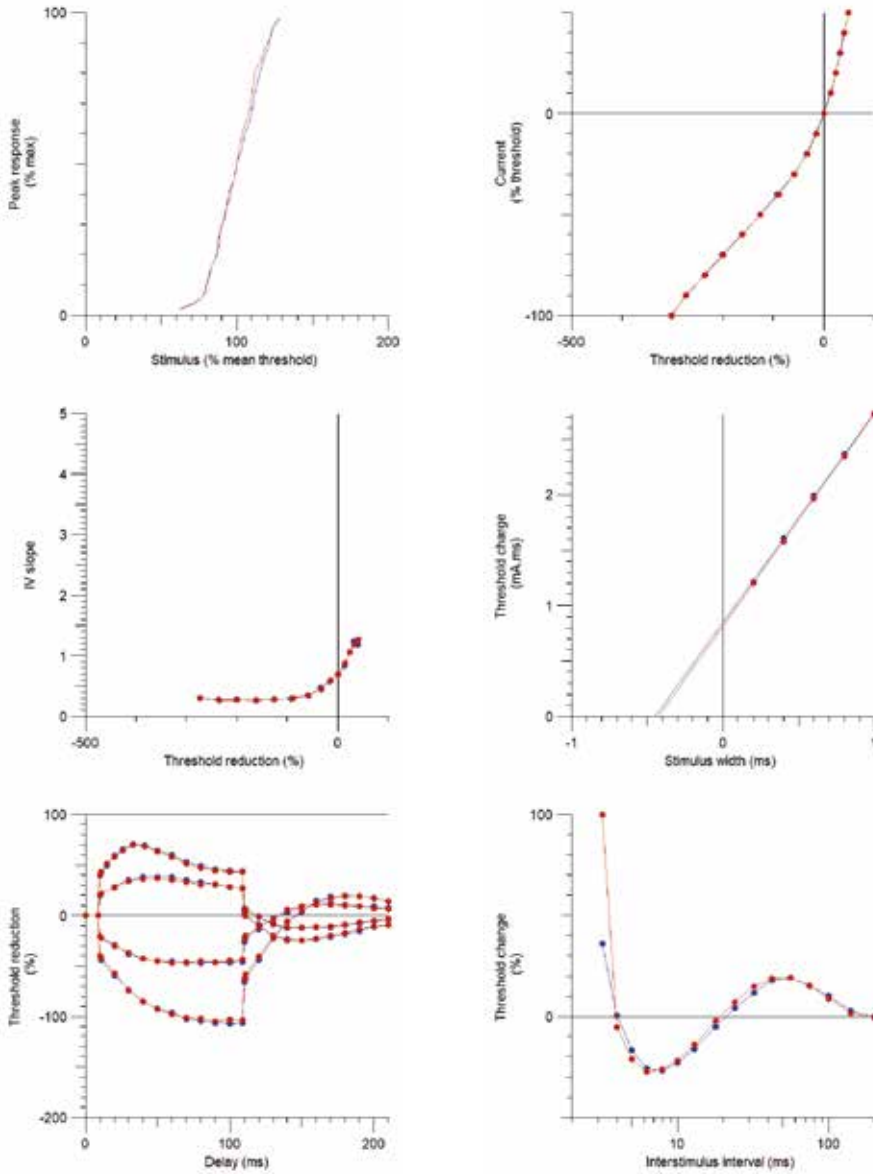 100
Peak response
(% max)
0
0
100
200
Stimulus (% mean threshold)
Current
(% threshold)
0
-100
-500
0
Threshold reduction (%)
5
4
3
2
1
0
IV slope
-500
0
Threshold reduction (%)
Threshold change
(mA.ms)
2
1
0
-1
0
1
Stimulus width (ms)
100
0
-100
-200
Threshold reduction
(%)
0
100
200
Delay (ms)
100
0
Threshold change
(%)
10
100
Interstimulus interval (ms)